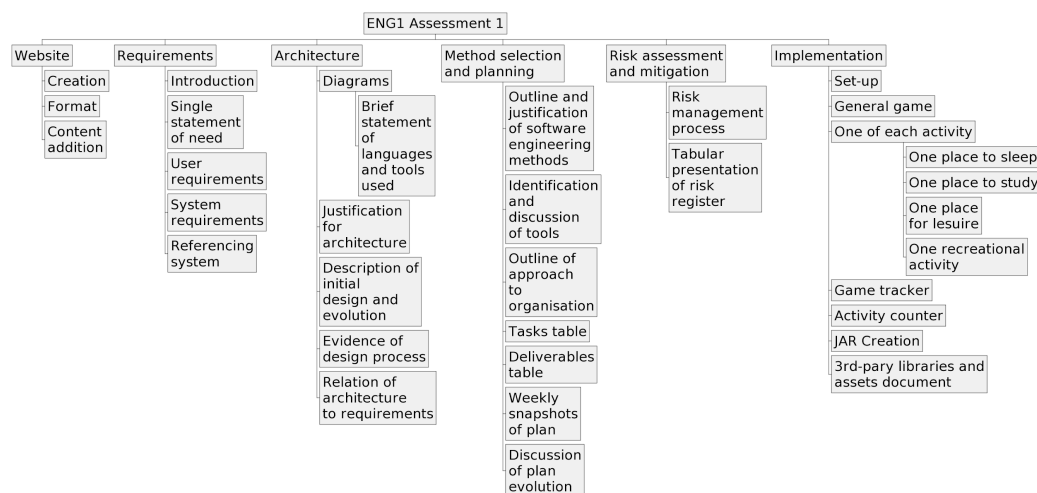 ENG1 Assessment 1
Website
Creation
Format
Content
addition
Requirements
Introduction
Single
statement
of need
User
requirements
System
requirements
Referencing
system
Architecture
Diagrams
Brief
statement
of
languages
and tools
used
Justification
for
architecture
Description of
initial
design and
evolution
Evidence of
design process
Relation of
architecture
to requirements
Method selection
and planning
Outline and
justification
of software
engineering
methods
Identification
and
discussion
of tools
Outline of
approach
to
organisation
Tasks table
Deliverables
table
Weekly
snapshots
of plan
Discussion
of plan
evolution
Risk assessment
and mitigation
Risk
management
process
Tabular
presentation
of risk
register
Implementation
Set-up
General game
One of each activity
One place to sleep
One place to study
One place
for lesuire
One recreational
activity
Game tracker
Activity counter
JAR Creation
3rd-pary libraries and
assets document